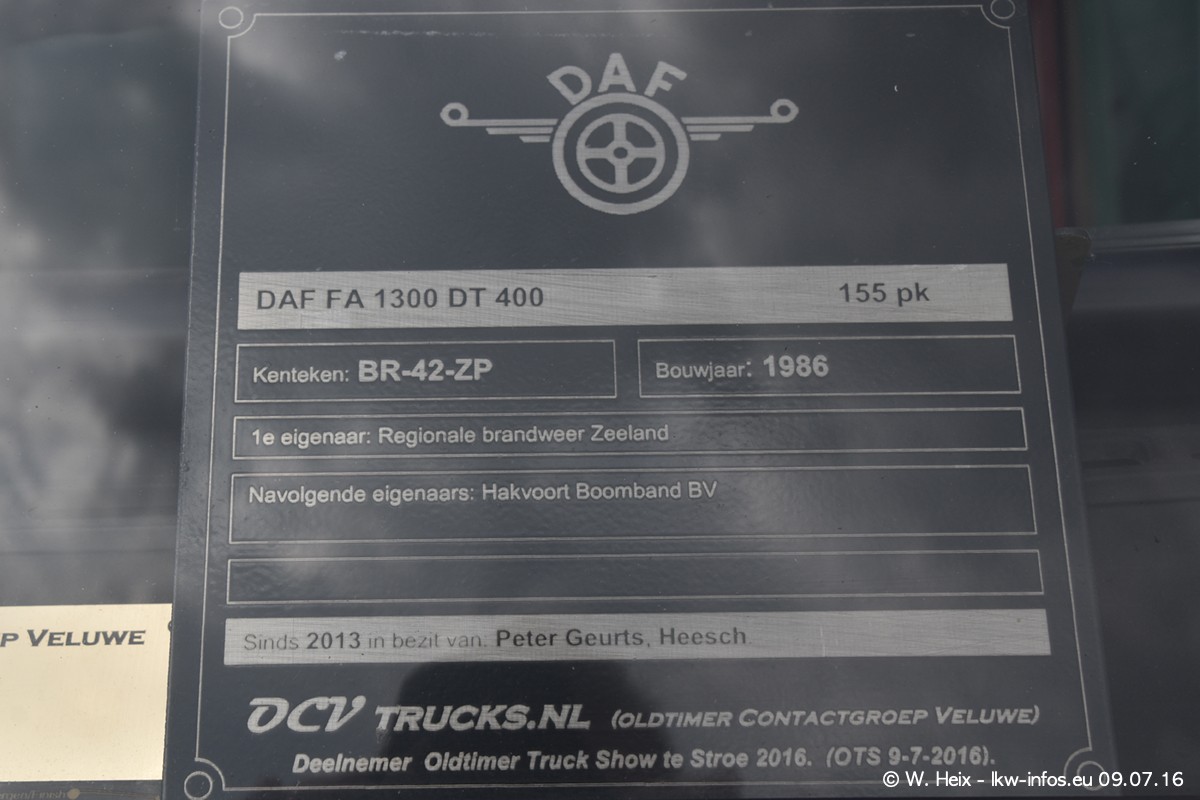 DAF
DAF FA 1300 DT 400 155 pk
Kenteken: BR-42-ZP Bouwjaar: 1986
1e eigenaar: Regionale brandweer Zeeland
Navolgende eigenaars: Hakvoort Boomband BV
P VELUWE
Sinds 2013 in bezit van: Peter Geurts, Heesch
OCV TRUCKS.NL (OLDTIMER CONTACTGROEP VELUWE)
Deelnemer Oldtimer Truck Show te Stroe 2016. (OTS 9-7-2016).
© W. Heix - lkw-infos.eu 09.07.16